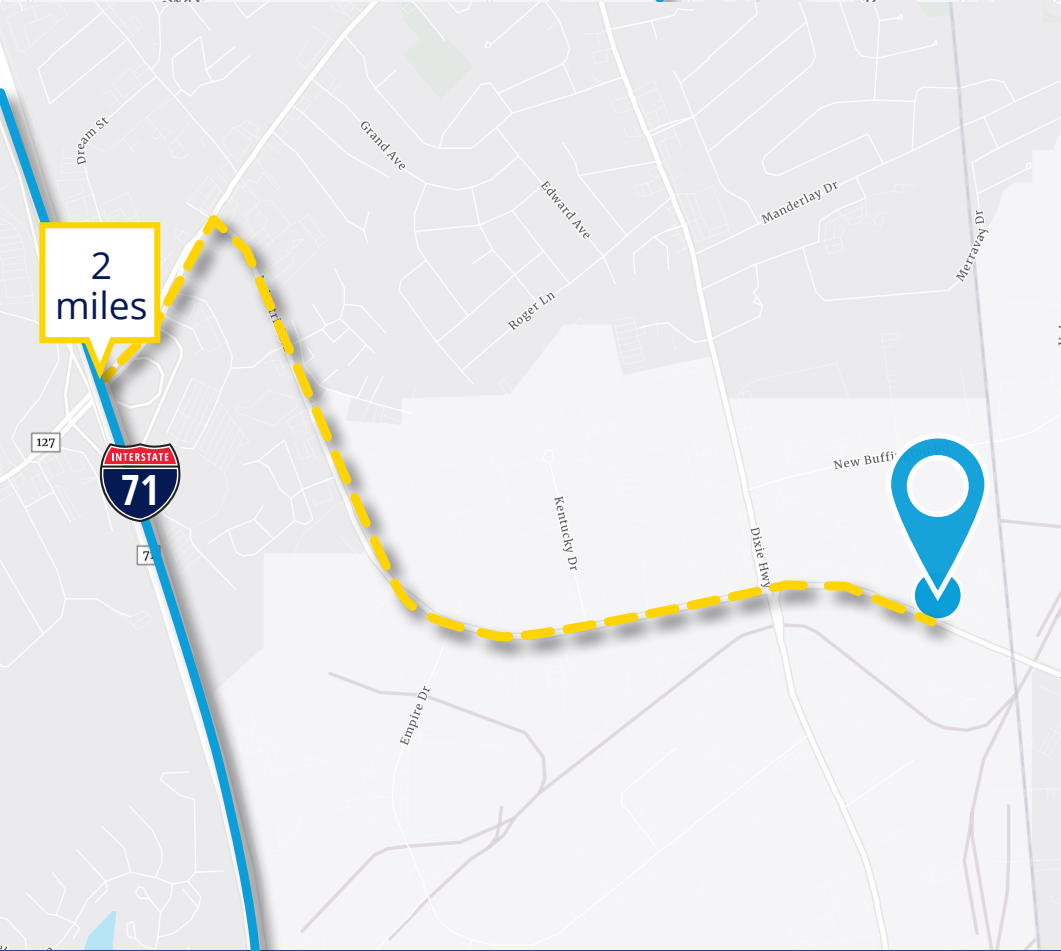 Dream St
Grand Ave
Edward Ave
Manderlay Dr
Merravay Dr
2
miles
Roger Ln
127
INTERSTATE
71
Kentucky Dr
Dixie Hwy
Empire Dr